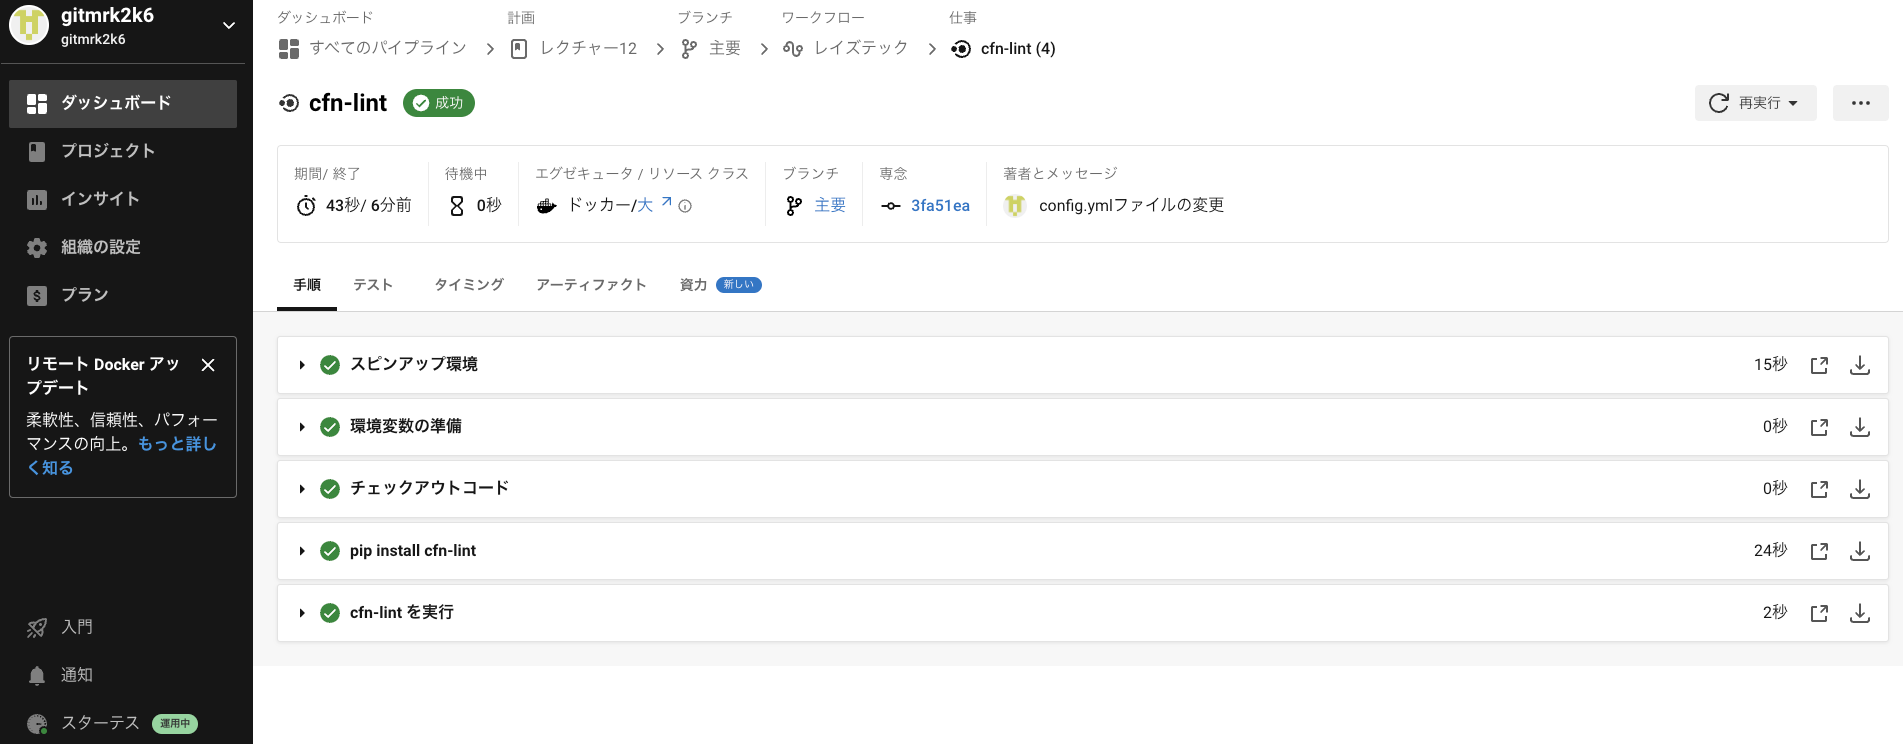 gitmrk2k6
gitmrk2k6
ダッシュボード
プロジェクト
インサイト
組織の設定
プラン
リモート Docker アッ
プデート
柔軟性、信頼性、パフォー
マンスの向上。もっと詳し
く知る
入門
通知
スターテス 運用中
ダッシュボード 計画 ブランチ ワークフロー 仕事
すべてのパイプライン レクチャー12 主要 レイズテック cfn-lint (4)
cfn-lint 成功
再実行
期間/ 終了 待機中 エグゼキュータ / リソース クラス ブランチ 専念 著者とメッセージ
43秒/ 6分前 0秒 ドッカー/大 主要 3fa51ea config.ymlファイルの変更
手順 テスト タイミング アーティファクト 資力 新しい
スピンアップ環境 15秒
環境変数の準備 0秒
チェックアウトコード 0秒
pip install cfn-lint 24秒
cfn-lint を実行 2秒